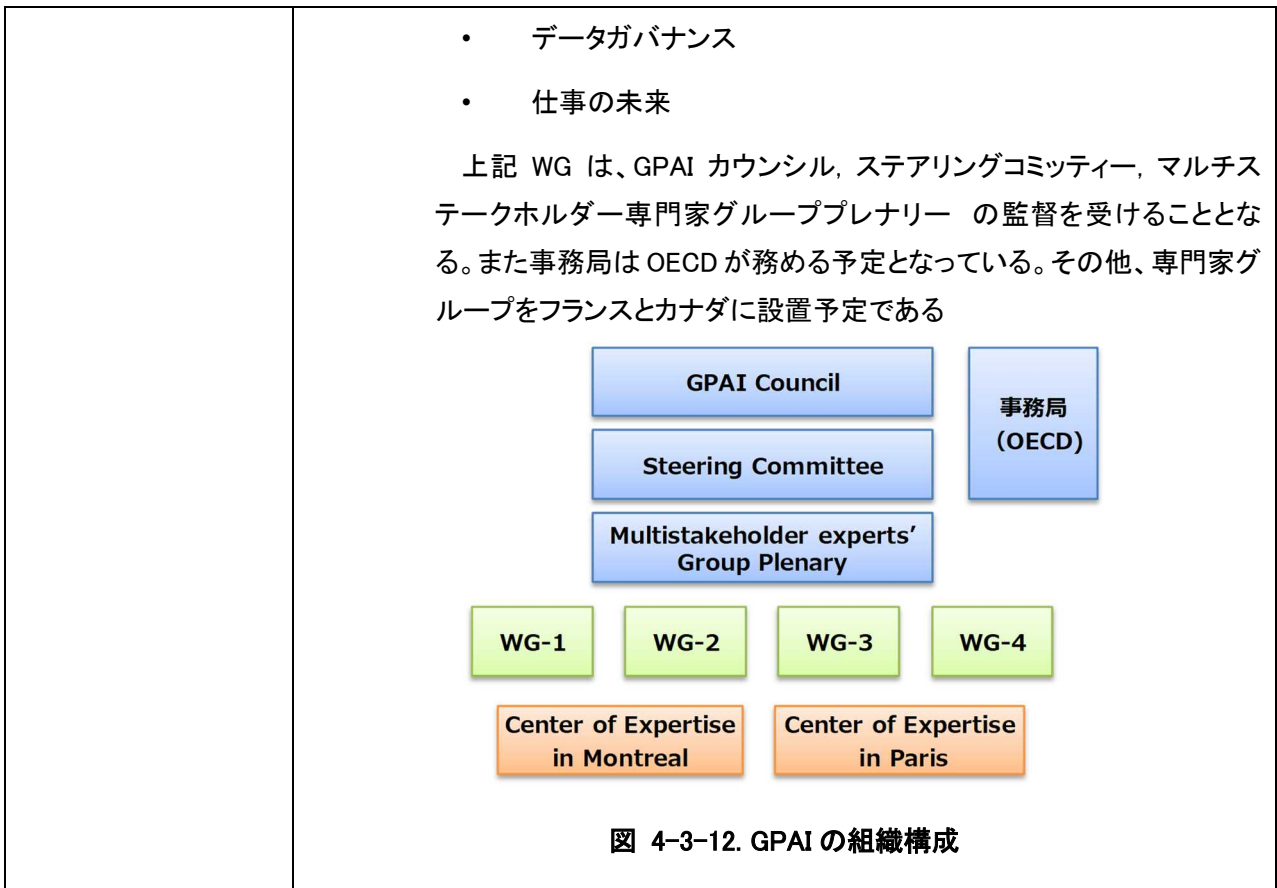 • データガバナンス
• 仕事の未来
上記 WG は、GPAI カウンシル, ステアリングコミッティー, マルチス
テークホルダー専門家グループプレナリー の監督を受けることとな
る。また事務局は OECD が務める予定となっている。その他、専門家グ
ループをフランスとカナダに設置予定である
GPAI Council
事務局
（OECD）
Steering Committee
Multistakeholder experts’
Group Plenary
WG-1 WG-2 WG-3 WG-4
Center of Expertise
in Montreal
Center of Expertise
in Paris
図 4-3-12. GPAI の組織構成